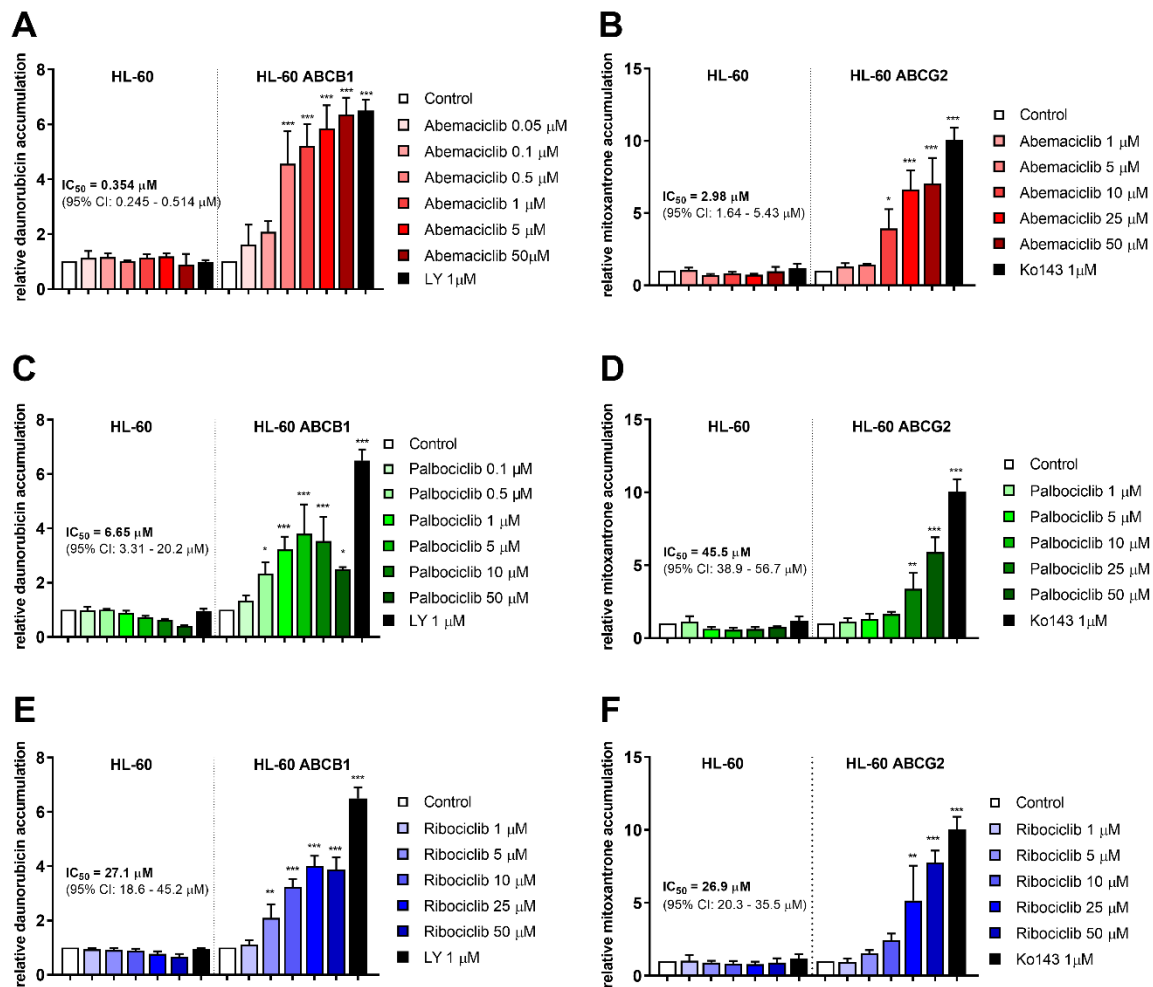 A
relative daunorubicin accumulation
8
6
4
2
0
HL-60
HL-60 ABCB1
IC50 = 0.354 μM
(95% CI: 0.245 - 0.514 μM)
***
***
***
***
***
Control
Abemaciclib 0.05 μM
Abemaciclib 0.1 μM
Abemaciclib 0.5 μM
Abemaciclib 1 μM
Abemaciclib 5 μM
Abemaciclib 50μM
LY 1μM
B
relative mitoxantrone accumulation
15
10
5
0
HL-60
HL-60 ABCG2
IC50 = 2.98 μM
(95% CI: 1.64 - 5.43 μM)
*
***
***
***
Control
Abemaciclib 1 μM
Abemaciclib 5 μM
Abemaciclib 10 μM
Abemaciclib 25 μM
Abemaciclib 50 μM
Ko143 1μM
C
relative daunorubicin accumulation
8
6
4
2
0
HL-60
HL-60 ABCB1
IC50 = 6.65 μM
(95% CI: 3.31 - 20.2 μM)
*
***
***
***
*
***
Control
Palbociclib 0.1 μM
Palbociclib 0.5 μM
Palbociclib 1 μM
Palbociclib 5 μM
Palbociclib 10 μM
Palbociclib 50 μM
LY 1 μM
D
relative mitoxantrone accumulation
15
10
5
0
HL-60
HL-60 ABCG2
IC50 = 45.5 μM
(95% CI: 38.9 - 56.7 μM)
**
***
***
Control
Palbociclib 1 μM
Palbociclib 5 μM
Palbociclib 10 μM
Palbociclib 25 μM
Palbociclib 50 μM
Ko143 1μM
E
relative daunorubicin accumulation
8
6
4
2
0
HL-60
HL-60 ABCB1
IC50 = 27.1 μM
(95% CI: 18.6 - 45.2 μM)
**
***
***
***
***
Control
Ribociclib 1 μM
Ribociclib 5 μM
Ribociclib 10 μM
Ribociclib 25 μM
Ribociclib 50 μM
LY 1 μM
F
relative mitoxantrone accumulation
15
10
5
0
HL-60
HL-60 ABCG2
IC50 = 26.9 μM
(95% CI: 20.3 - 35.5 μM)
**
***
***
Control
Ribociclib 1 μM
Ribociclib 5 μM
Ribociclib 10 μM
Ribociclib 25 μM
Ribociclib 50 μM
Ko143 1μM